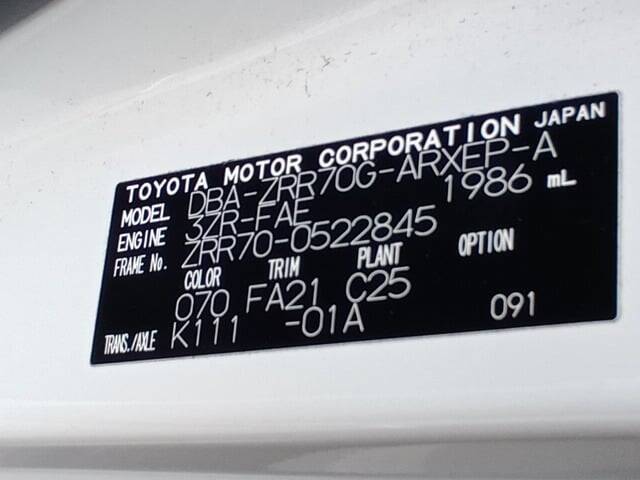 TOYOTA MOTOR CORPORATION JAPAN
MODEL DBA-ZRR70G-ARXEP-A
ENGINE 3ZR-FAE 1986 mL
FRAME No. ZRR70-0522845
COLOR TRIM PLANT OPTION
070 FA21 C25
TRANS./AXLE K111 -01A 091